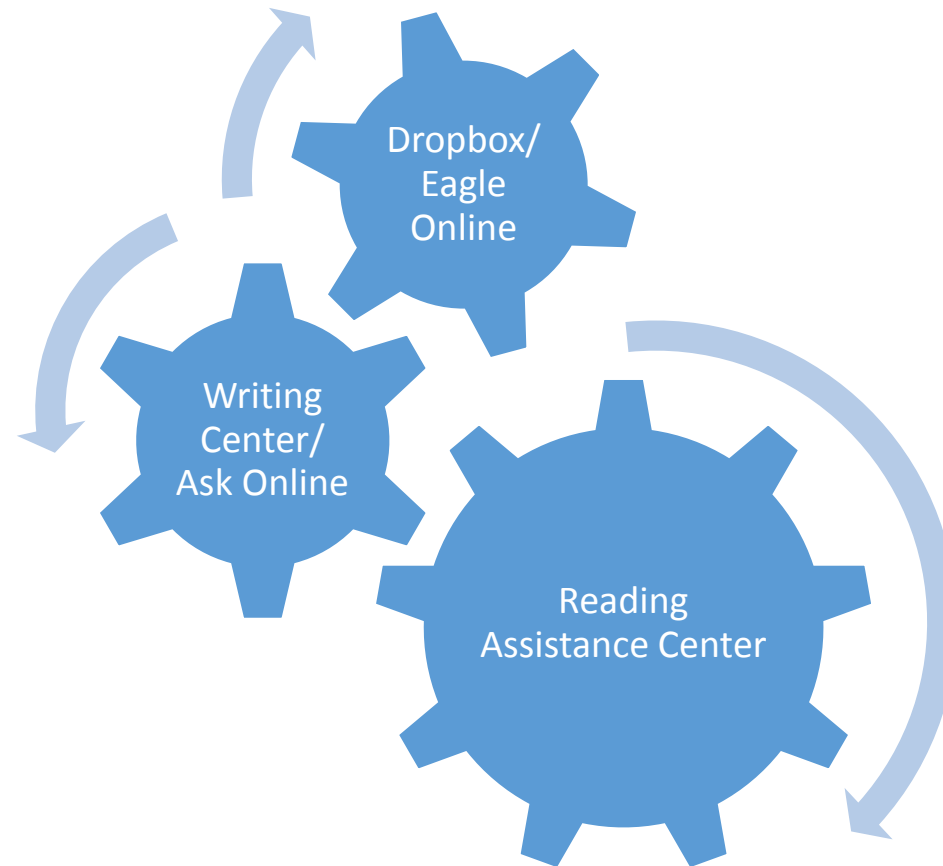 Dropbox/
Eagle
Online
Writing
Center/
Ask Online
Reading
Assistance Center